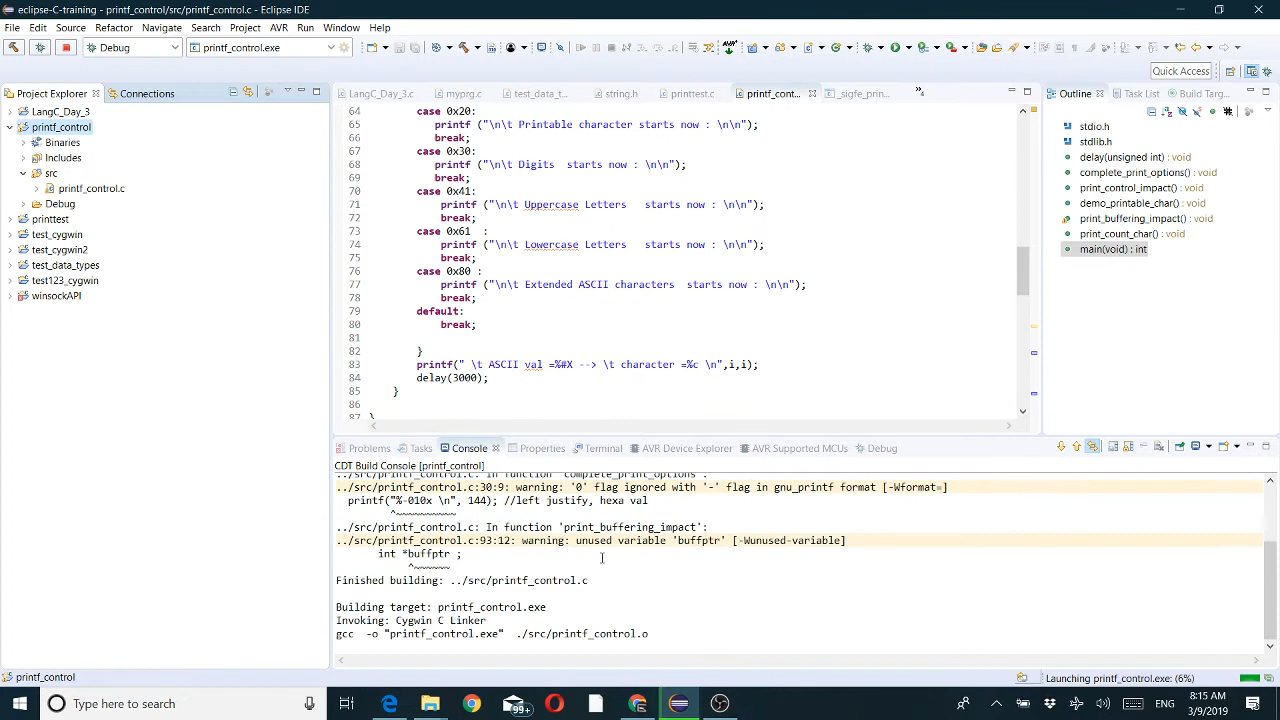 eclipse-C-training - printf_control/src/printf_control.c - Eclipse IDE
File Edit Source Refactor Navigate Search Project AVR Run Window Help
Debug printf_control.exe
Quick Access
Project Explorer Connections
LangC_Day_3
printf_control
Binaries
Includes
src
printf_control.c
Debug
printtest
test_cygwin
test_cygwin2
test_data_types
test123_cygwin
winsockAPI
LangC_Day_3.c myprg.c test_data_t... string.h printtest.c printf_cont... _sigfe_prin... »4
64 case 0x20:
65 printf ("\n\t Printable character starts now : \n\n");
66 break;
67 case 0x30:
68 printf ("\n\t Digits starts now : \n\n");
69 break;
70 case 0x41:
71 printf ("\n\t Uppercase Letters starts now : \n\n");
72 break;
73 case 0x61 :
74 printf ("\n\t Lowercase Letters starts now : \n\n");
75 break;
76 case 0x80 :
77 printf ("\n\t Extended ASCII characters starts now : \n\n");
78 break;
79 default:
80 break;
81
82 }
83 printf(" \t ASCII val =%#X --> \t character =%c \n",i,i);
84 delay(3000);
85 }
86
87 }
Outline Task List Build Targ...
stdio.h
stdlib.h
delay(unsigned int) : void
complete_print_options() : void
print_control_impact() : void
demo_printable_char() : void
print_buffering_impact() : void
print_count_char() : void
main(void) : int
Problems Tasks Console Properties Terminal AVR Device Explorer AVR Supported MCUs Debug
CDT Build Console [printf_control]
../src/printf_control.c: In function 'complete_print_options':
../src/printf_control.c:30:9: warning: '0' flag ignored with '-' flag in gnu_printf format [-Wformat=]
printf("%-010x \n", 144); //left justify, hexa val
^~~~~~~~~~~
../src/printf_control.c: In function 'print_buffering_impact':
../src/printf_control.c:93:12: warning: unused variable 'buffptr' [-Wunused-variable]
int *buffptr ;
^~~~~~~
Finished building: ../src/printf_control.c
Building target: printf_control.exe
Invoking: Cygwin C Linker
gcc -o "printf_control.exe" ./src/printf_control.o
printf_control
Launching printf_control.exe: (6%)
Type here to search
99+
ENG
8:15 AM
3/9/2019